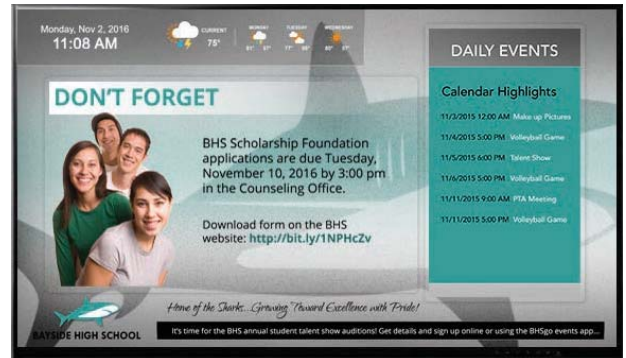 Monday, Nov 2, 2016
11:08 AM
CURRENT
75°
MONDAY
TUESDAY
WEDNESDAY
DAILY EVENTS
DON'T FORGET
BHS Scholarship Foundation
applications are due Tuesday,
November 10, 2016 by 3:00 pm
in the Counseling Office.
Download form on the BHS
website: http://bit.ly/1NPHcZv
Calendar Highlights
11/3/2015 12:00 AM Make up Pictures
11/4/2015 5:00 PM Volleyball Game
11/5/2015 6:00 PM Talent Show
11/6/2015 5:00 PM Volleyball Game
11/11/2015 9:00 AM PTA Meeting
11/11/2015 5:00 PM Volleyball Game
Home of the Sharks...Growing Toward Excellence with Pride!
BAYSIDE HIGH SCHOOL
It's time for the BHS annual student talent show auditions! Get details and sign up online or using the BHSgo events app...